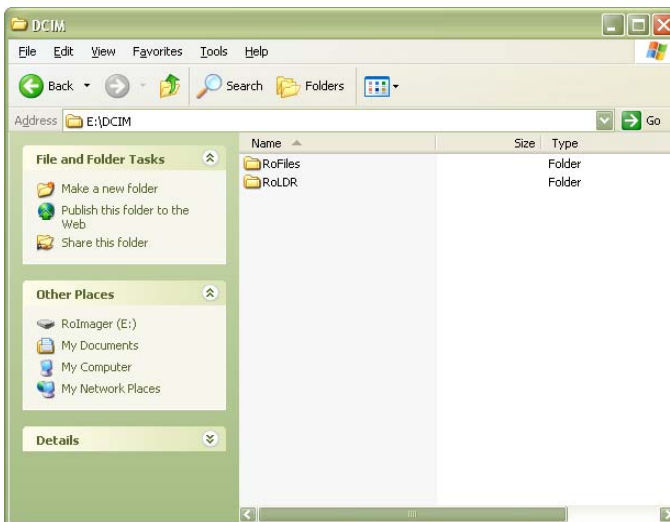 DCIM
File Edit View Favorites Tools Help
Back Search Folders
Address E:\DCIM Go
Name Size Type
File and Folder Tasks
Make a new folder
Publish this folder to the
Web
Share this folder
Other Places
RoImager (E:)
My Documents
My Computer
My Network Places
Details
RoFiles Folder
RoLDR Folder